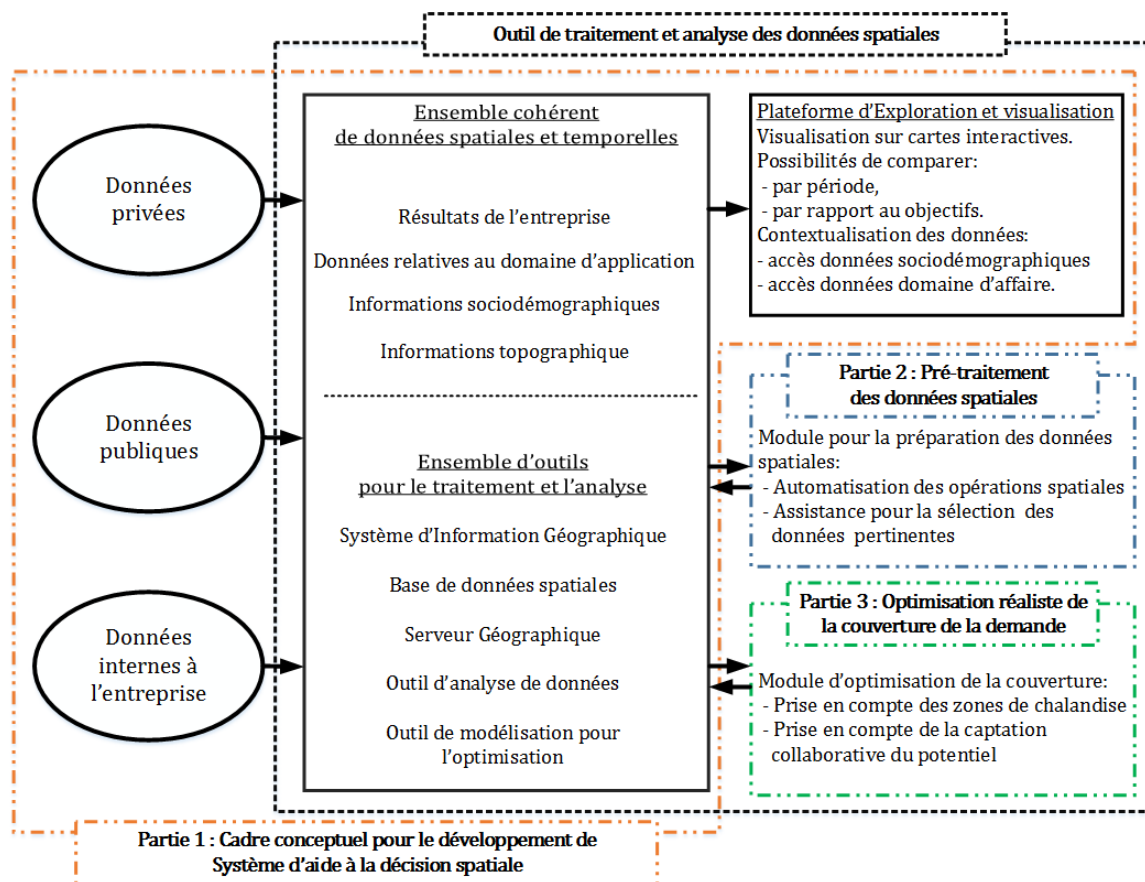 Outil de traitement et analyse des données spatiales
Données
privées
Données
publiques
Données
internes à
l'entreprise
Ensemble cohérent
de données spatiales et temporelles
Résultats de l'entreprise
Données relatives au domaine d'application
Informations sociodémographiques
Informations topographique
Ensemble d'outils
pour le traitement et l'analyse
Système d'Information Géographique
Base de données spatiales
Serveur Géographique
Outil d'analyse de données
Outil de modélisation pour
l'optimisation
Plateforme d'Exploration et visualisation
Visualisation sur cartes interactives.
Possibilités de comparer:
- par période,
- par rapport au objectifs.
Contextualisation des données:
- accès données sociodémographiques
- accès données domaine d'affaire.
Partie 2 : Pré-traitement
des données spatiales
Module pour la préparation des données
spatiales:
- Automatisation des opérations spatiales
- Assistance pour la sélection des
données pertinentes
Partie 3 : Optimisation réaliste de
la couverture de la demande
Module d'optimisation de la couverture:
- Prise en compte des zones de chalandise
- Prise en compte de la captation
collaborative du potentiel
Partie 1 : Cadre conceptuel pour le développement de
Système d'aide à la décision spatiale